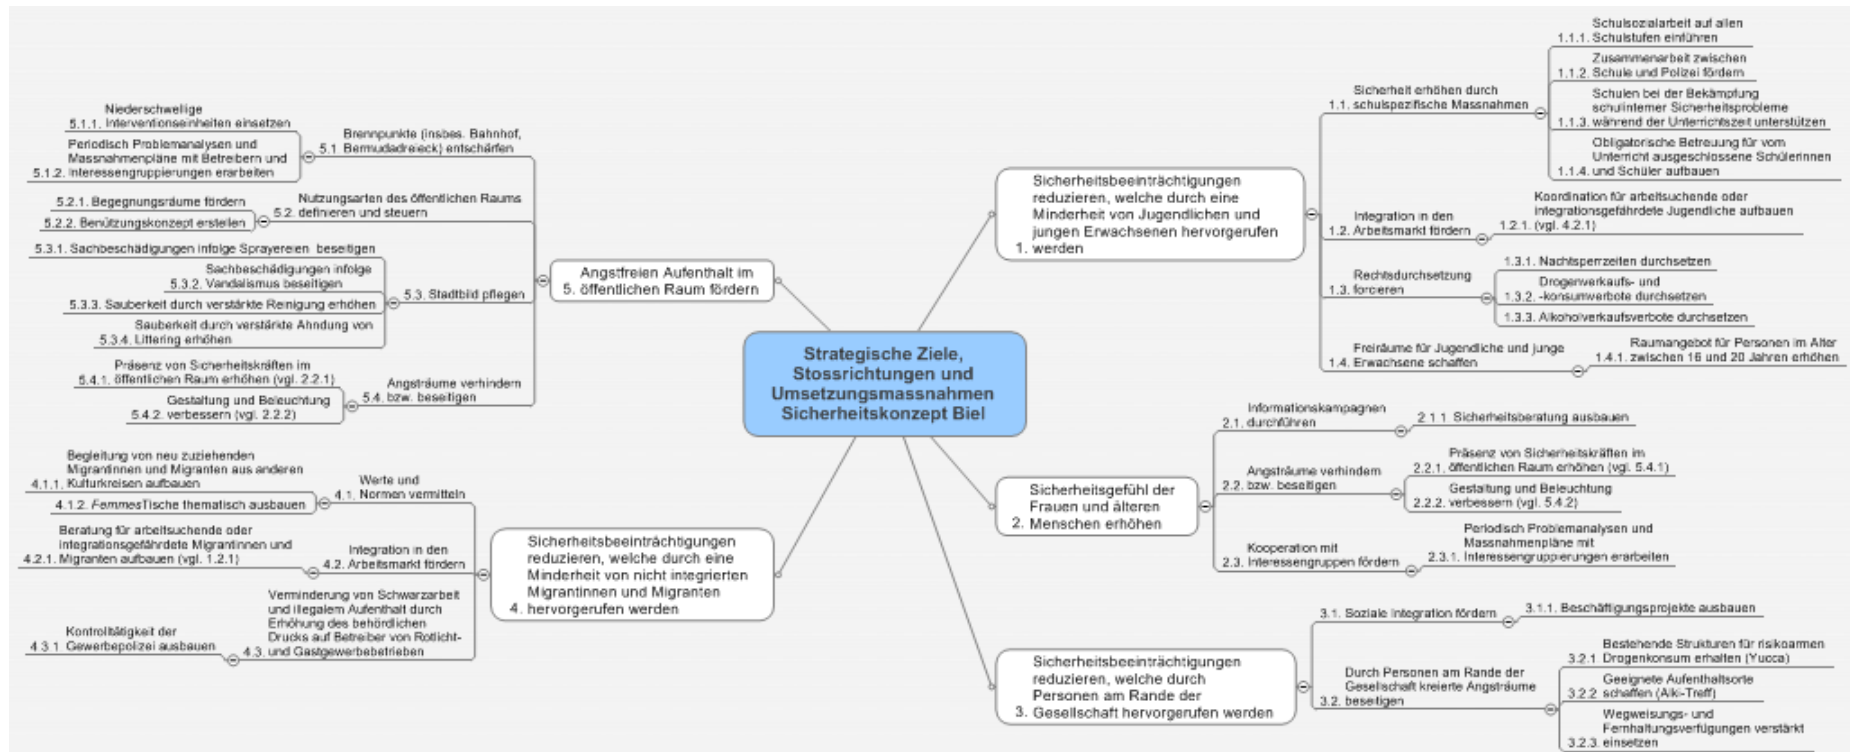 Strategische Ziele,
Stossrichtungen und
Umsetzungsmassnahmen
Sicherheitskonzept Biel
Sicherheitsbeeinträchtigungen
reduzieren, welche durch eine
Minderheit von Jugendlichen und
jungen Erwachsenen hervorgerufen
1. werden
Sicherheit erhöhen durch
1.1. schulspezifische Massnahmen
Schulsozialarbeit auf allen
1.1.1. Schulstufen einführen
Zusammenarbeit zwischen
1.1.2. Schule und Polizei fördern
Schulen bei der Bekämpfung
schulinterner Sicherheitsprobleme
1.1.3. während der Unterrichtszeit unterstützen
Obligatorische Betreuung für vom
Unterricht ausgeschlossene Schülerinnen
1.1.4. und Schüler aufbauen
Integration in den
1.2. Arbeitsmarkt fördern
Koordination für arbeitsuchende oder
integrationsgefährdete Jugendliche aufbauen
1.2.1. (vgl. 4.2.1)
Rechtsdurchsetzung
1.3. forcieren
1.3.1. Nachtsperrzeiten durchsetzen
Drogenverkaufs- und
1.3.2. -konsumverbote durchsetzen
1.3.3. Alkoholverkaufsverbote durchsetzen
Freiräume für Jugendliche und junge
1.4. Erwachsene schaffen
Raumangebot für Personen im Alter
1.4.1. zwischen 16 und 20 Jahren erhöhen
Sicherheitsgefühl der
Frauen und älteren
2. Menschen erhöhen
Informationskampagnen
2.1. durchführen
2.1.1 Sicherheitsberatung ausbauen
Angsträume verhindern
2.2. bzw. beseitigen
Präsenz von Sicherheitskräften im
2.2.1. öffentlichen Raum erhöhen (vgl. 5.4.1)
Gestaltung und Beleuchtung
2.2.2. verbessern (vgl. 5.4.2)
Kooperation mit
2.3. Interessengruppen fördern
Periodisch Problemanalysen und
Massnahmenpläne mit
2.3.1. Interessengruppierungen erarbeiten
Sicherheitsbeeinträchtigungen
reduzieren, welche durch
Personen am Rande der
3. Gesellschaft hervorgerufen werden
3.1. Soziale Integration fördern
3.1.1. Beschäftigungsprojekte ausbauen
Durch Personen am Rande der
Gesellschaft kreierte Angsträume
3.2. beseitigen
Bestehende Strukturen für risikoarmen
3.2.1 Drogenkonsum erhalten (Yucca)
Geeignete Aufenthaltsorte
3.2.2 schaffen (Alki-Treff)
Wegweisungs- und
Fernhaltungsverfügungen verstärkt
3.2.3. einsetzen
Sicherheitsbeeinträchtigungen
reduzieren, welche durch eine
Minderheit von nicht integrierten
Migrantinnen und Migranten
4. hervorgerufen werden
Werte und
4.1. Normen vermitteln
Begleitung von neu zuziehenden
Migrantinnen und Migranten aus anderen
4.1.1. Kulturkreisen aufbauen
4.1.2. FemmesTische thematisch ausbauen
Integration in den
4.2. Arbeitsmarkt fördern
Beratung für arbeitsuchende oder
integrationsgefährdete Migrantinnen und
4.2.1. Migranten aufbauen (vgl. 1.2.1)
Verminderung von Schwarzarbeit
und illegalem Aufenthalt durch
Erhöhung des behördlichen
Drucks auf Betreiber von Rotlicht-
4.3. und Gastgewerbebetrieben
Kontrolltätigkeit der
4.3.1 Gewerbepolizei ausbauen
Angstfreien Aufenthalt im
5. öffentlichen Raum fördern
Brennpunkte (insbes. Bahnhof,
5.1 Bermudadreieck) entschärfen
Niederschwellige
5.1.1. Interventionseinheiten einsetzen
Periodisch Problemanalysen und
Massnahmenpläne mit Betreibern und
5.1.2. Interessengruppierungen erarbeiten
Nutzungsarten des öffentlichen Raums
5.2. definieren und steuern
5.2.1. Begegnungsräume fördern
5.2.2. Benützungskonzept erstellen
5.3. Stadtbild pflegen
5.3.1. Sachbeschädigungen infolge Sprayereien beseitigen
Sachbeschädigungen infolge
5.3.2. Vandalismus beseitigen
5.3.3. Sauberkeit durch verstärkte Reinigung erhöhen
Sauberkeit durch verstärkte Ahndung von
5.3.4. Littering erhöhen
Angsträume verhindern
5.4. bzw. beseitigen
Präsenz von Sicherheitskräften im
5.4.1. öffentlichen Raum erhöhen (vgl. 2.2.1)
Gestaltung und Beleuchtung
5.4.2. verbessern (vgl. 2.2.2)